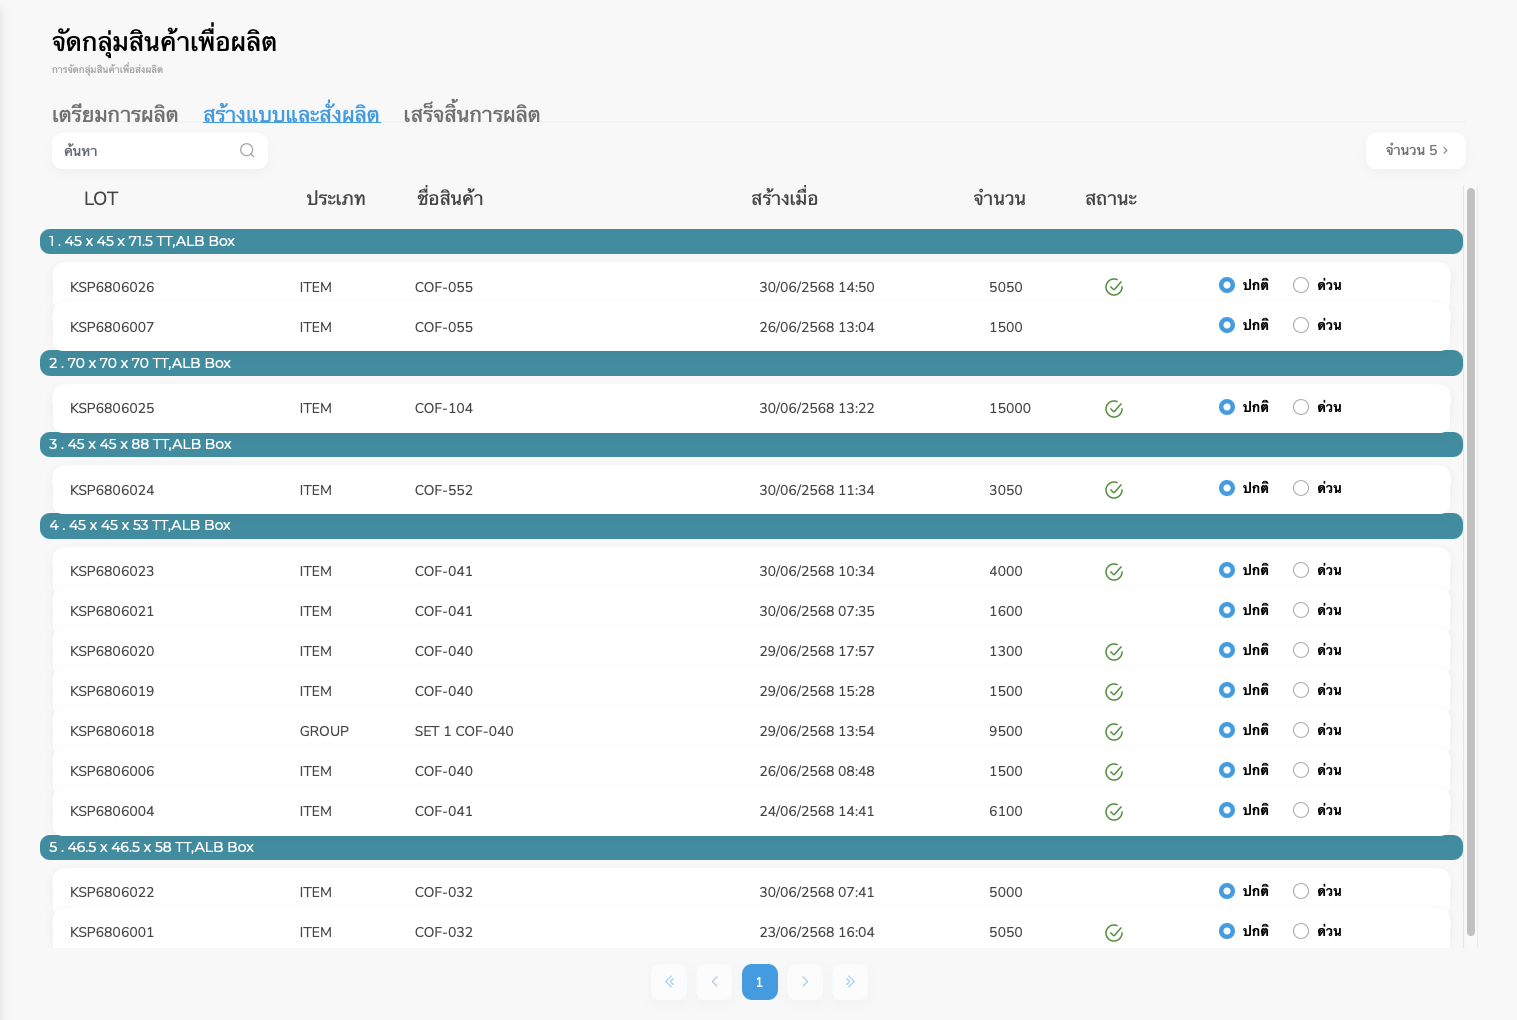 จัดกลุ่มสินค้าเพื่อผลิต
การจัดกลุ่มสินค้าเพื่อส่งผลิต
เตรียมการผลิต สร้างแบบและสั่งผลิต เสร็จสิ้นการผลิต
ค้นหา จำนวน 5
LOT ประเภท ชื่อสินค้า สร้างเมื่อ จำนวน สถานะ
1 . 45 x 45 x 71.5 TT,ALB Box
KSP6806026 ITEM COF-055 30/06/2568 14:50 5050 ปกติ ด่วน
KSP6806007 ITEM COF-055 26/06/2568 13:04 1500 ปกติ ด่วน
2 . 70 x 70 x 70 TT,ALB Box
KSP6806025 ITEM COF-104 30/06/2568 13:22 15000 ปกติ ด่วน
3 . 45 x 45 x 88 TT,ALB Box
KSP6806024 ITEM COF-552 30/06/2568 11:34 3050 ปกติ ด่วน
4 . 45 x 45 x 53 TT,ALB Box
KSP6806023 ITEM COF-041 30/06/2568 10:34 4000 ปกติ ด่วน
KSP6806021 ITEM COF-041 30/06/2568 07:35 1600 ปกติ ด่วน
KSP6806020 ITEM COF-040 29/06/2568 17:57 1300 ปกติ ด่วน
KSP6806019 ITEM COF-040 29/06/2568 15:28 1500 ปกติ ด่วน
KSP6806018 GROUP SET 1 COF-040 29/06/2568 13:54 9500 ปกติ ด่วน
KSP6806006 ITEM COF-040 26/06/2568 08:48 1500 ปกติ ด่วน
KSP6806004 ITEM COF-041 24/06/2568 14:41 6100 ปกติ ด่วน
5 . 46.5 x 46.5 x 58 TT,ALB Box
KSP6806022 ITEM COF-032 30/06/2568 07:41 5000 ปกติ ด่วน
KSP6806001 ITEM COF-032 23/06/2568 16:04 5050 ปกติ ด่วน
1